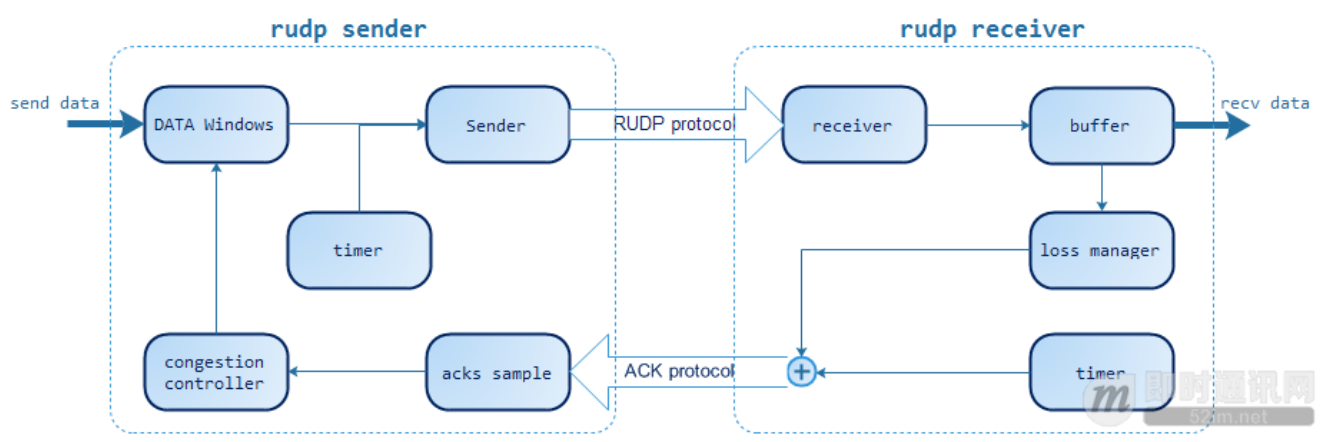 rudp sender
rudp receiver
send data
DATA Windows
Sender
RUDP protocol
receiver
buffer
recv data
timer
loss manager
congestion
controller
acks sample
ACK protocol
+
timer
m
即时通讯网
52im.net